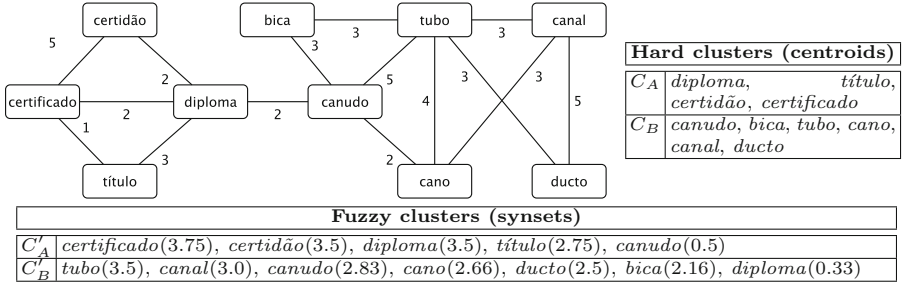 certidão bica tubo canal
5 3 3
3
2 5 3 3
certificado diploma canudo 4 5
2 2
1 3 2
título cano ducto
Hard clusters (centroids)
C_A diploma, título,
certidão, certificado
C_B canudo, bica, tubo, cano,
canal, ducto
Fuzzy clusters (synsets)
C′_A certificado(3.75), certidão(3.5), diploma(3.5), título(2.75), canudo(0.5)
C′_B tubo(3.5), canal(3.0), canudo(2.83), cano(2.66), ducto(2.5), bica(2.16), diploma(0.33)